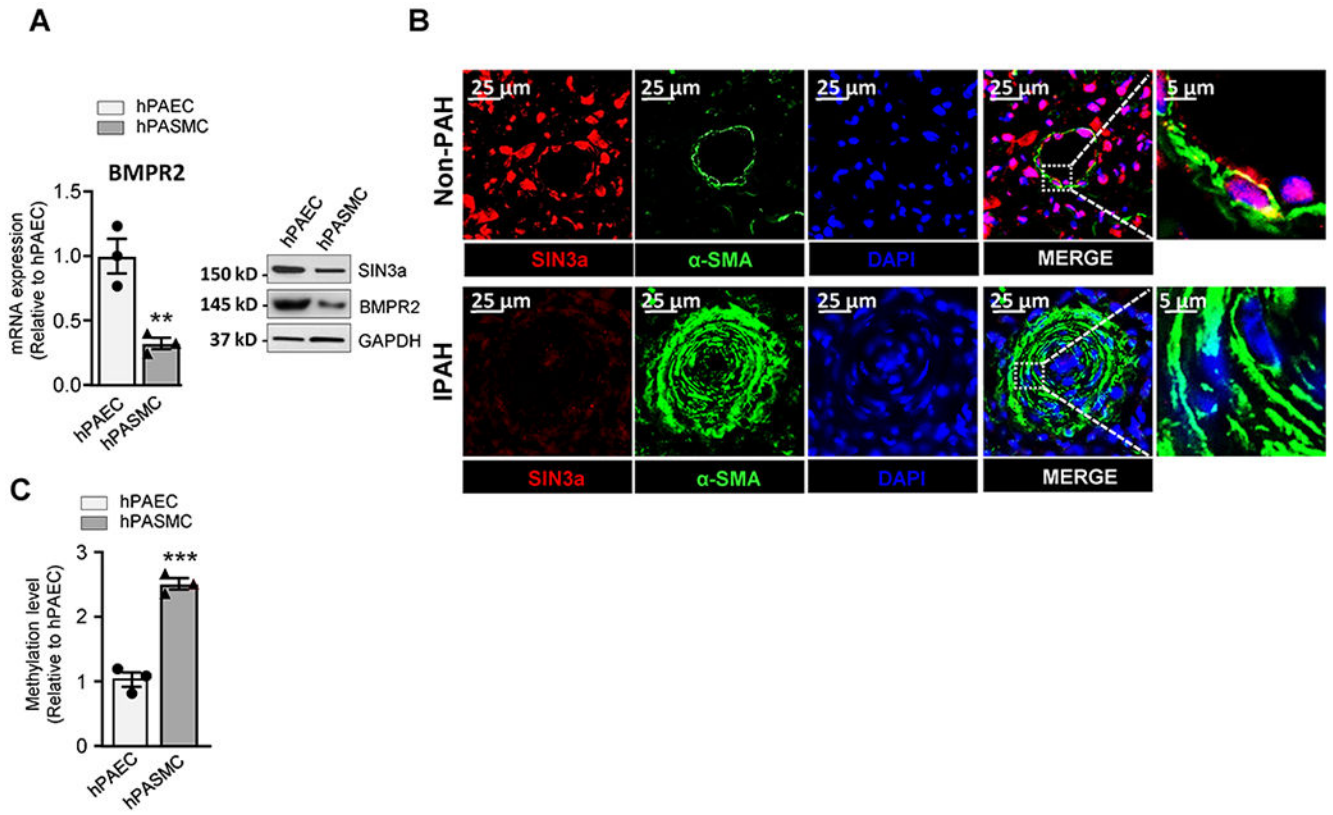 A
hPAEC
hPASMC
BMPR2
mRNA expression
(Relative to hPAEC)
1.5
1.0
0.5
0.0
**
hPAEC
hPASMC
hPAEC
hPASMC
150 kD
SIN3a
145 kD
BMPR2
37 kD
GAPDH
B
Non-PAH
25 µm
25 µm
25 µm
25 µm
5 µm
SIN3a
α-SMA
DAPI
MERGE
IPAH
25 µm
25 µm
25 µm
25 µm
5 µm
SIN3a
α-SMA
DAPI
MERGE
C
hPAEC
hPASMC
Methylation level
(Relative to hPAEC)
3
2
1
0
***
hPAEC
hPASMC